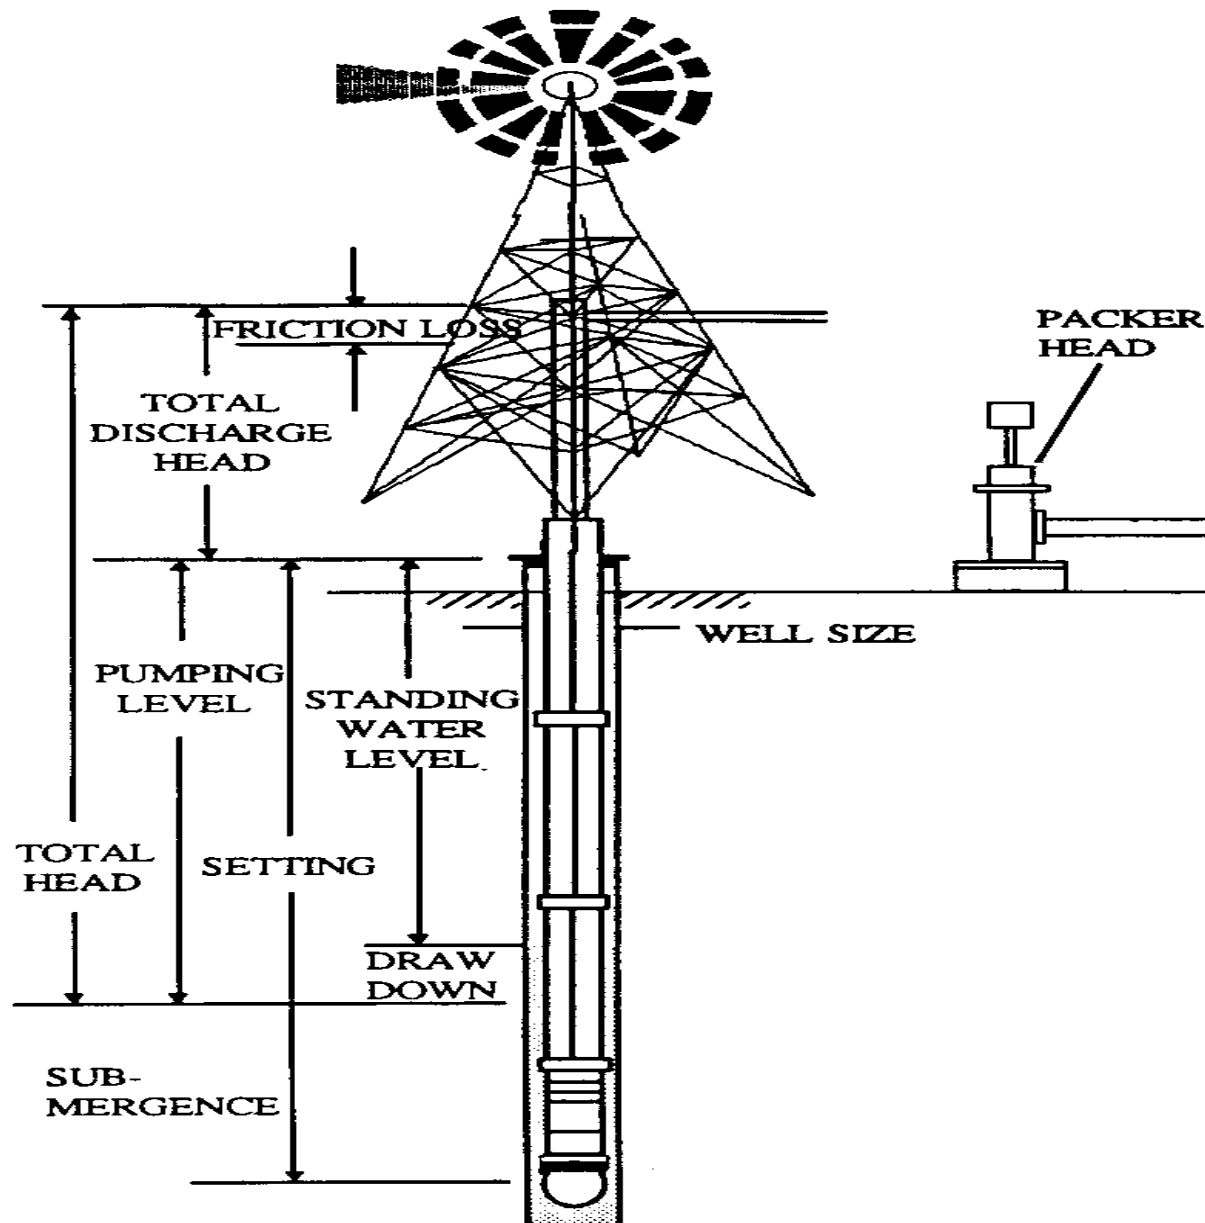 FRICTION LOSS
PACKER
HEAD
TOTAL
DISCHARGE
HEAD
WELL SIZE
PUMPING
LEVEL
STANDING
WATER
LEVEL
TOTAL
HEAD
SETTING
DRAW
DOWN
SUB-
MERGENCE